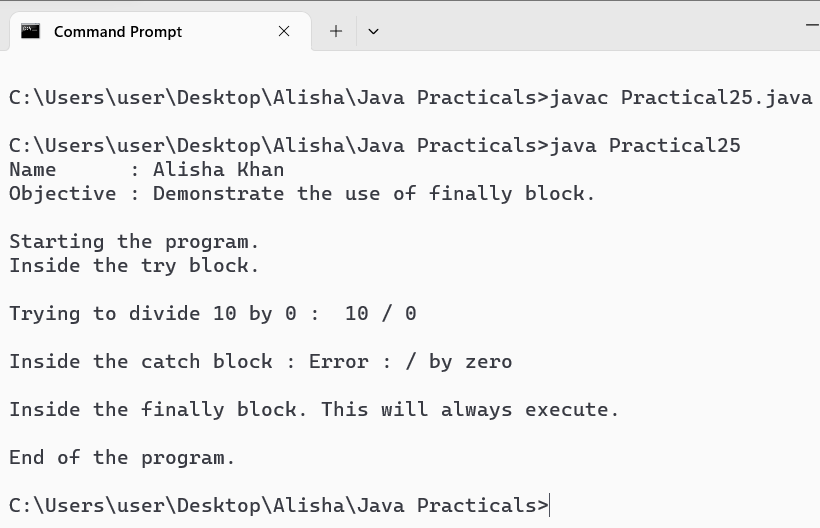 Command Prompt
C:\Users\user\Desktop\Alisha\Java Practicals>javac Practical25.java
C:\Users\user\Desktop\Alisha\Java Practicals>java Practical25
Name      : Alisha Khan
Objective : Demonstrate the use of finally block.
Starting the program.
Inside the try block.
Trying to divide 10 by 0 :  10 / 0
Inside the catch block : Error : / by zero
Inside the finally block. This will always execute.
End of the program.
C:\Users\user\Desktop\Alisha\Java Practicals>